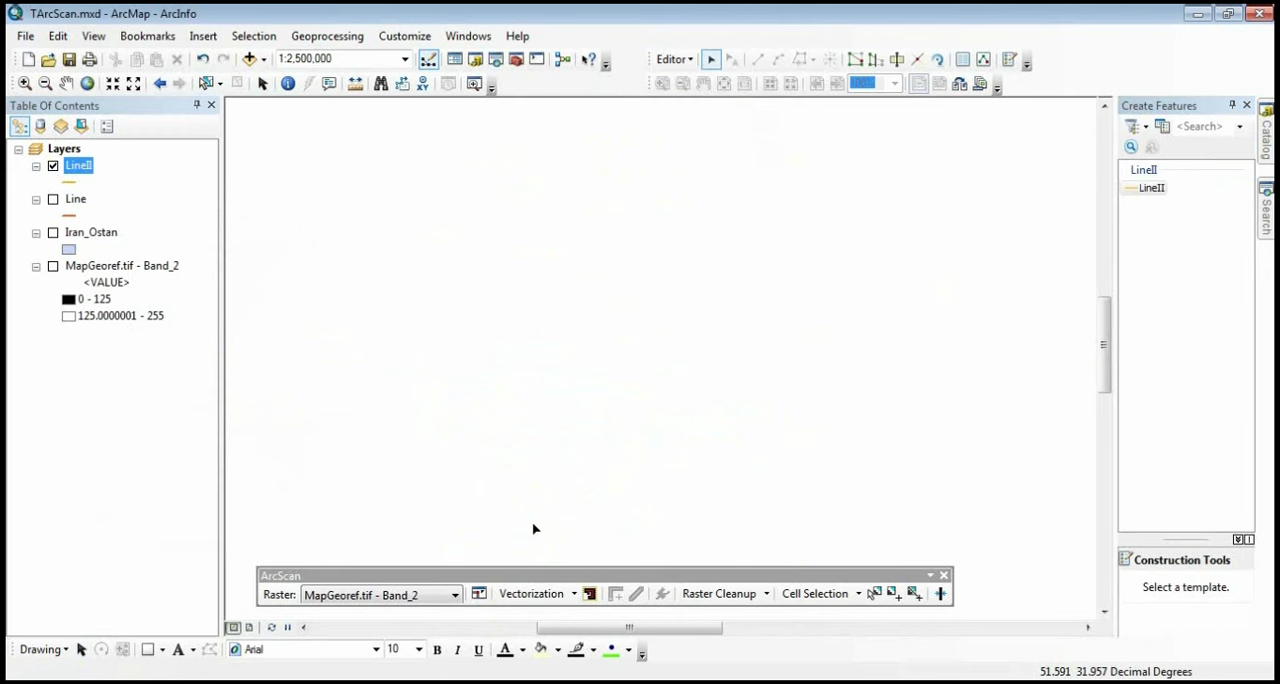 TArcScan.mxd - ArcMap - ArcInfo
File Edit View Bookmarks Insert Selection Geoprocessing Customize Windows Help
1:2,500,000 Editor
Table Of Contents
Layers
LineII
Line
Iran_Ostan
MapGeoref.tif - Band_2
<VALUE>
0 - 125
125.0000001 - 255
Create Features
<Search>
LineII
LineII
Catalog
Search
Construction Tools
Select a template.
ArcScan
Raster: MapGeoref.tif - Band_2 Vectorization Raster Cleanup Cell Selection
Drawing A Arial 10 B I U A
51.591 31.957 Decimal Degrees